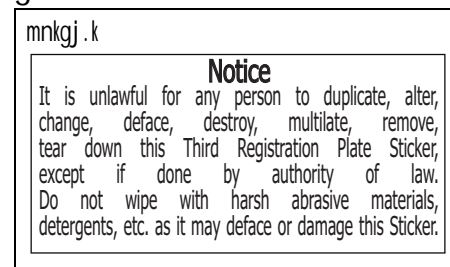 mnkgj.k
Notice
It is unlawful for any person to duplicate, alter,
change, deface, destroy, multilate, remove,
tear down this Third Registration Plate Sticker,
except if done by authority of law.
Do not wipe with harsh abrasive materials,
detergents, etc. as it may deface or damage this Sticker.